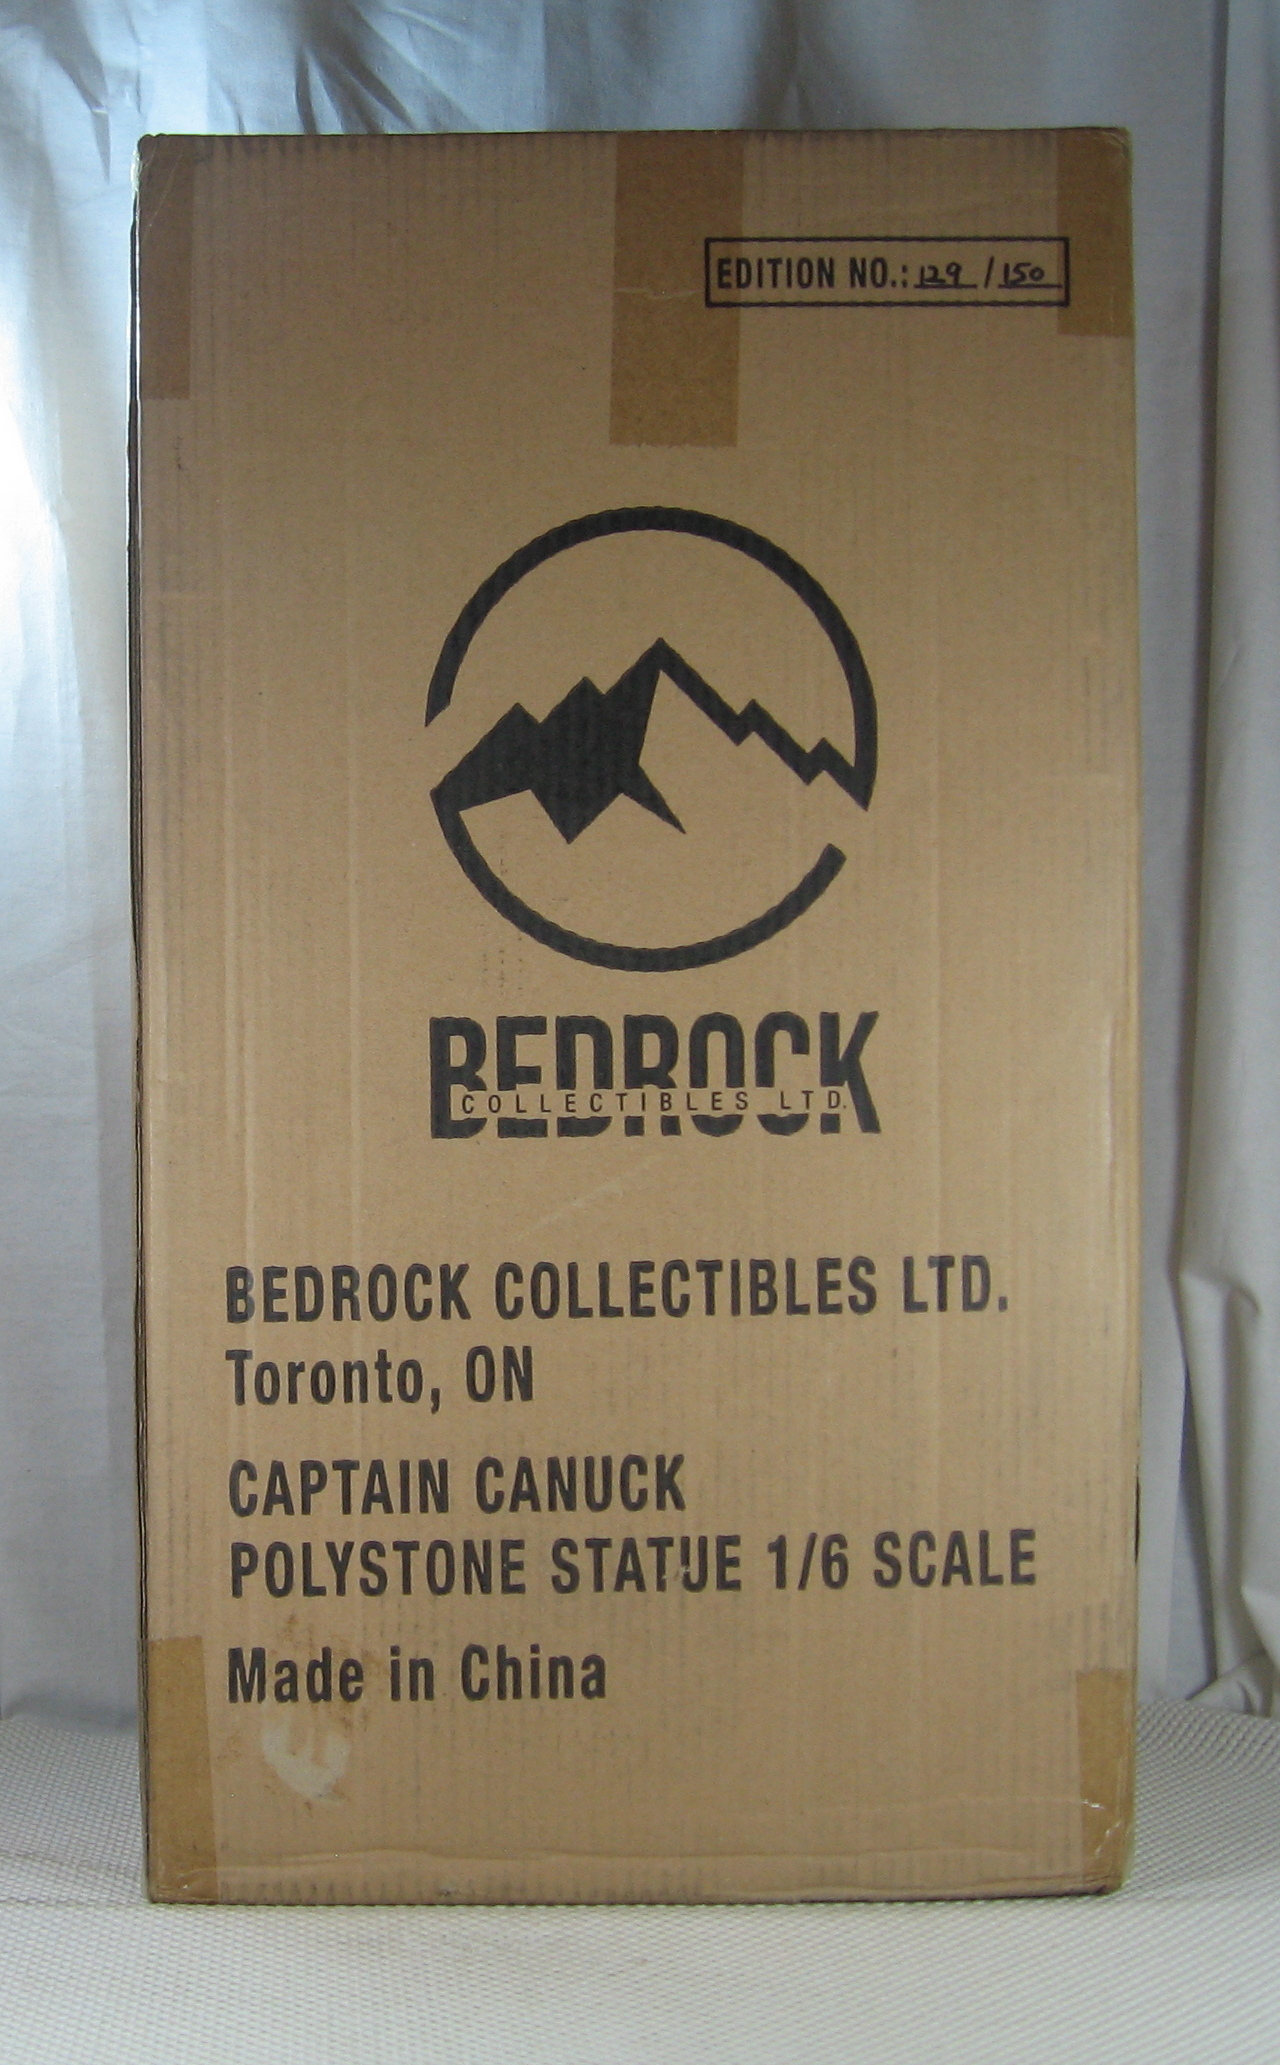 EDITION NO.: 129 / 150
BEDROCK
COLLECTIBLES LTD.
BEDROCK COLLECTIBLES LTD.
Toronto, ON
CAPTAIN CANUCK
POLYSTONE STATUE 1/6 SCALE
Made in China